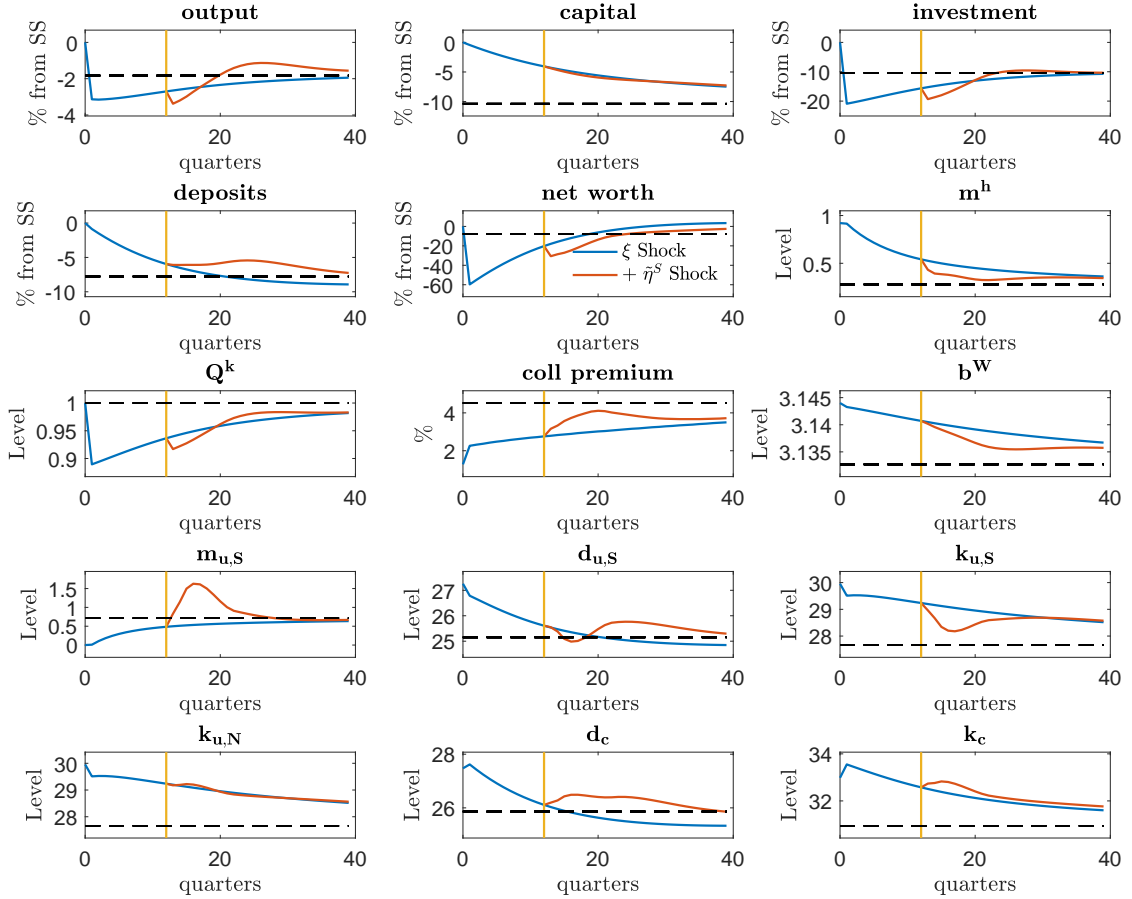 output
capital
investment
% from SS
0
-2
-4
0
20
40
quarters
% from SS
0
-5
-10
0
20
40
quarters
% from SS
0
-10
-20
0
20
40
quarters
deposits
net worth
m^h
% from SS
0
-5
-10
0
20
40
quarters
% from SS
0
-20
-40
-60
ξ Shock
+ η̃^S Shock
0
20
40
quarters
Level
1
0.5
0
20
40
quarters
Q^k
coll premium
b^W
Level
1
0.95
0.9
0
20
40
quarters
%
4
2
0
20
40
quarters
Level
3.145
3.14
3.135
0
20
40
quarters
m_{u,S}
d_{u,S}
k_{u,S}
Level
1.5
1
0.5
0
0
20
40
quarters
Level
27
26
25
0
20
40
quarters
Level
30
29
28
0
20
40
quarters
k_{u,N}
d_c
k_c
Level
30
29
28
0
20
40
quarters
Level
28
26
0
20
40
quarters
Level
34
32
0
20
40
quarters